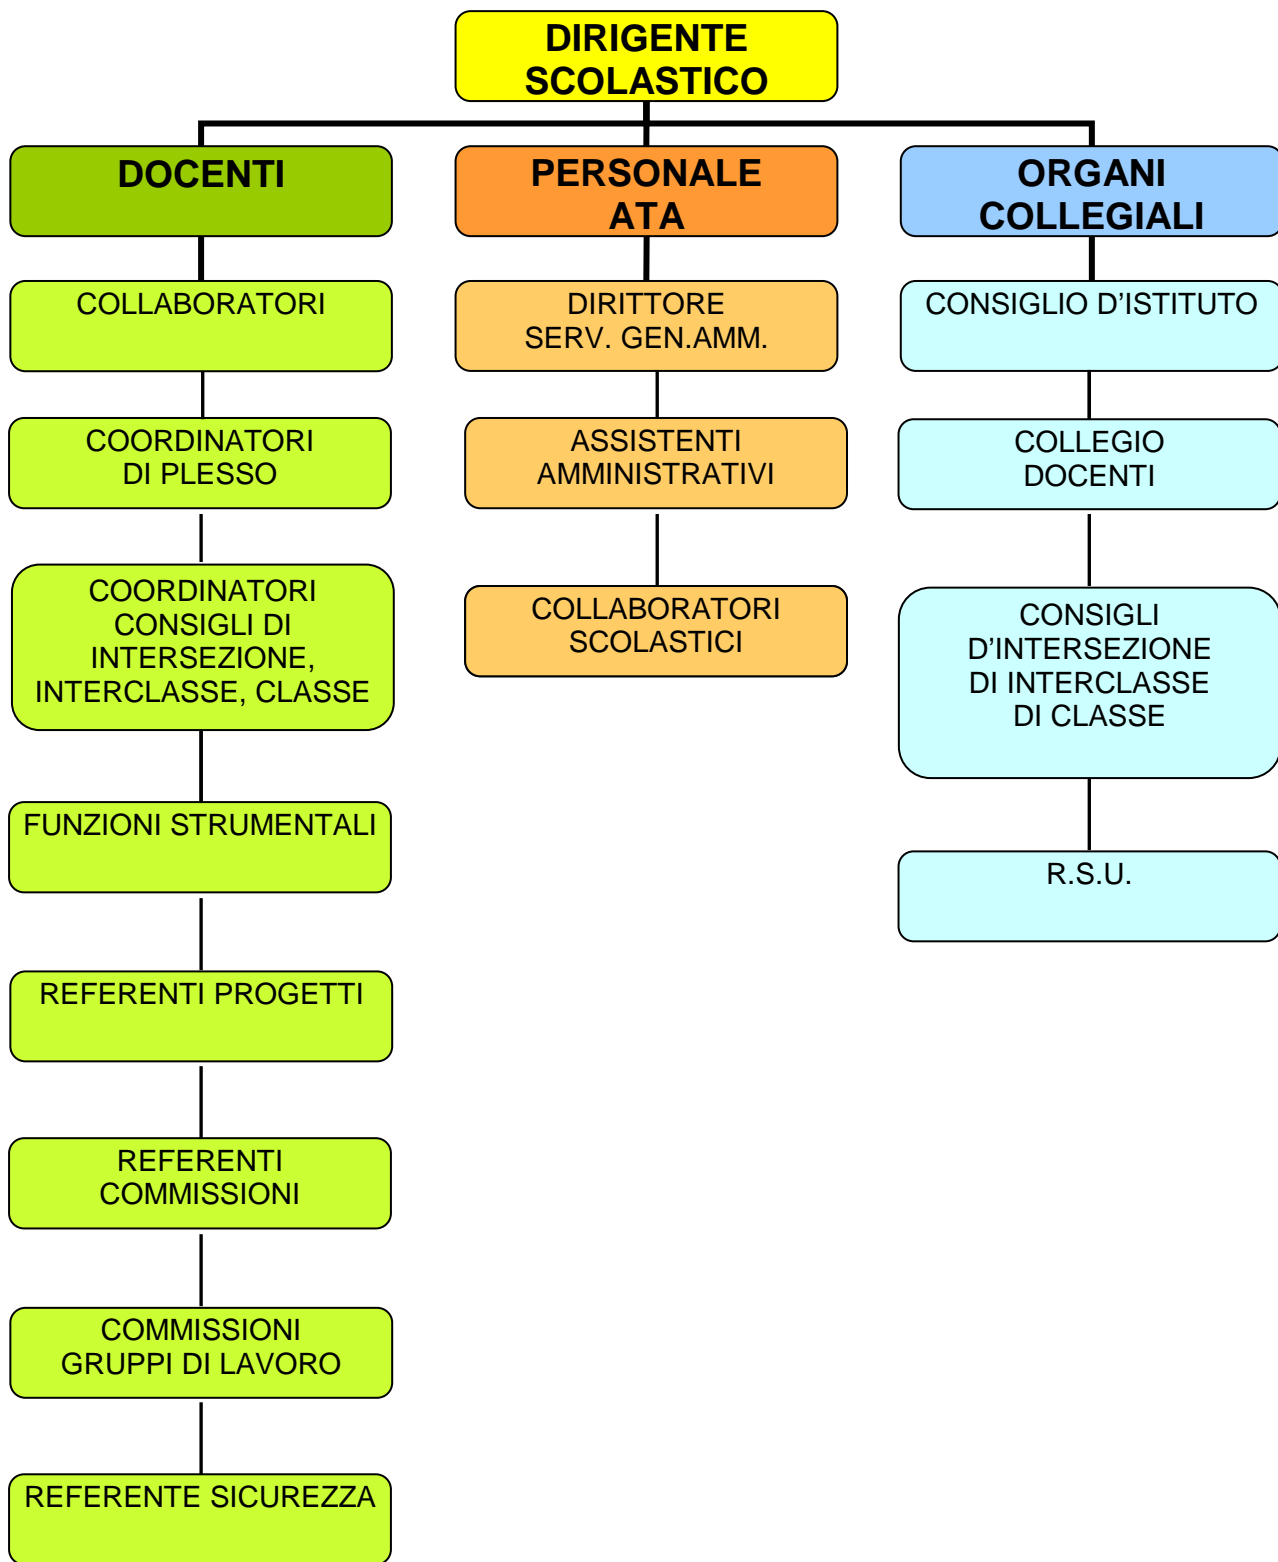 DIRIGENTE
SCOLASTICO
DOCENTI
PERSONALE
ATA
ORGANI
COLLEGIALI
COLLABORATORI
DIRITTORE
SERV. GEN.AMM.
CONSIGLIO D'ISTITUTO
COORDINATORI
DI PLESSO
ASSISTENTI
AMMINISTRATIVI
COLLEGIO
DOCENTI
COORDINATORI
CONSIGLI DI
INTERSEZIONE,
INTERCLASSE, CLASSE
COLLABORATORI
SCOLASTICI
CONSIGLI
D'INTERSEZIONE
DI INTERCLASSE
DI CLASSE
FUNZIONI STRUMENTALI
R.S.U.
REFERENTI PROGETTI
REFERENTI
COMMISSIONI
COMMISSIONI
GRUPPI DI LAVORO
REFERENTE SICUREZZA